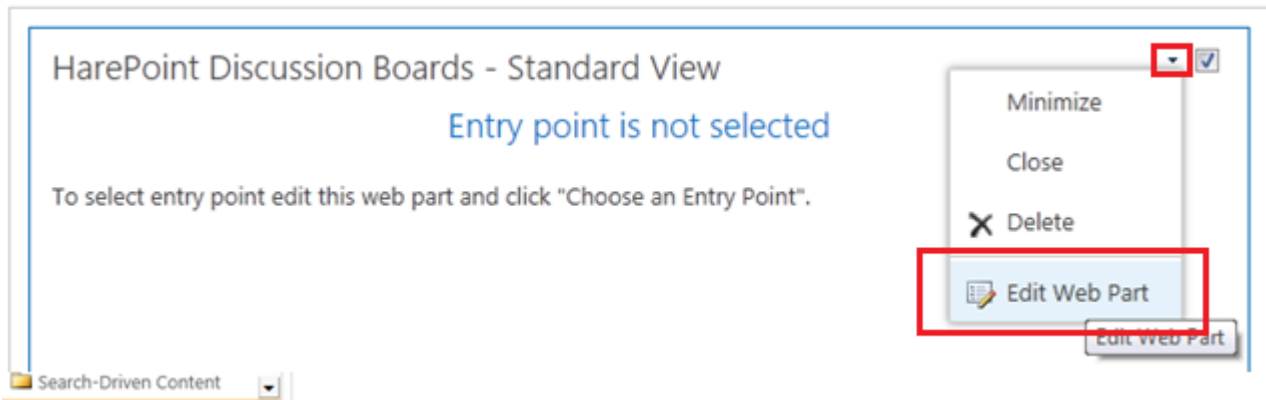 HarePoint Discussion Boards - Standard View
Entry point is not selected
To select entry point edit this web part and click "Choose an Entry Point".
Minimize
Close
Delete
Edit Web Part
Edit Web Part
Search-Driven Content